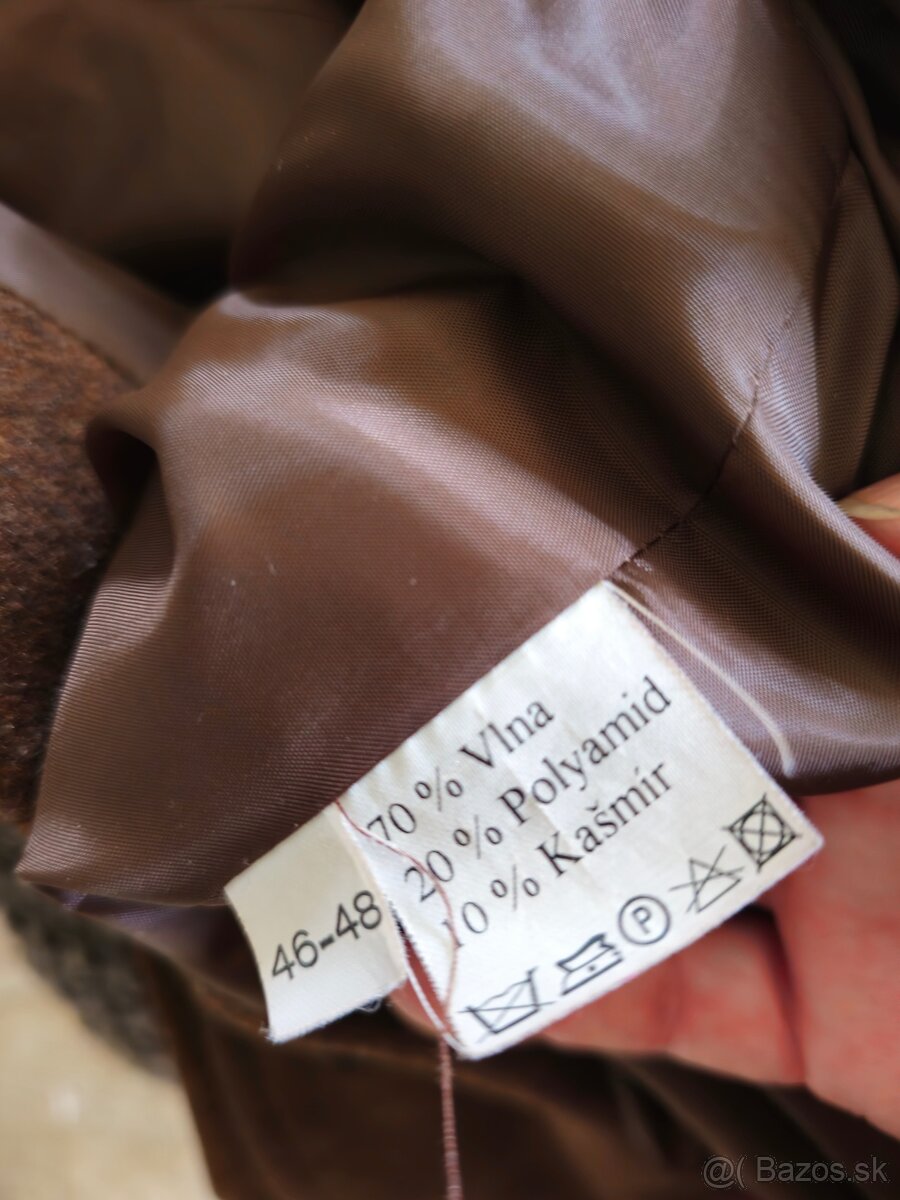 70 % Vlna
20 % Polyamid
10 % Kašmír
P
46-48
@( Bazos.sk